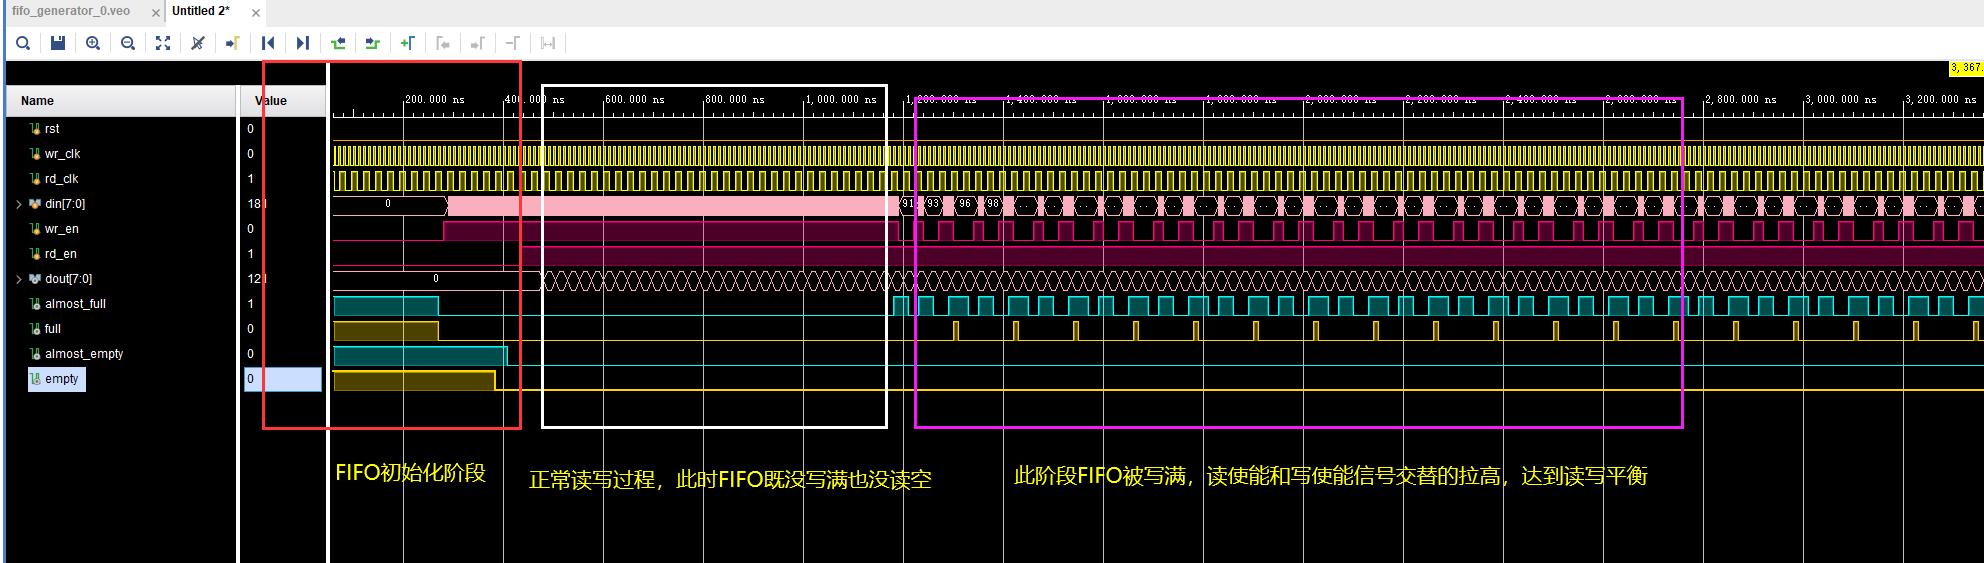 fifo_generator_0.veo
Untitled 2*
3,367.
Name
Value
200.000 ns
400.000 ns
600.000 ns
800.000 ns
1,000.000 ns
1,200.000 ns
1,400.000 ns
1,600.000 ns
1,800.000 ns
2,000.000 ns
2,200.000 ns
2,400.000 ns
2,600.000 ns
2,800.000 ns
3,000.000 ns
3,200.000 ns
rst 0
wr_clk 0
rd_clk 1
din[7:0] 0 91 93 96 98
wr_en 0
rd_en 1
dout[7:0] 0
almost_full 1
full 0
almost_empty 0
empty 0
FIFO初始化阶段
正常读写过程，此时FIFO既没写满也没读空
此阶段FIFO被写满，读使能和写使能信号交替的拉高，达到读写平衡